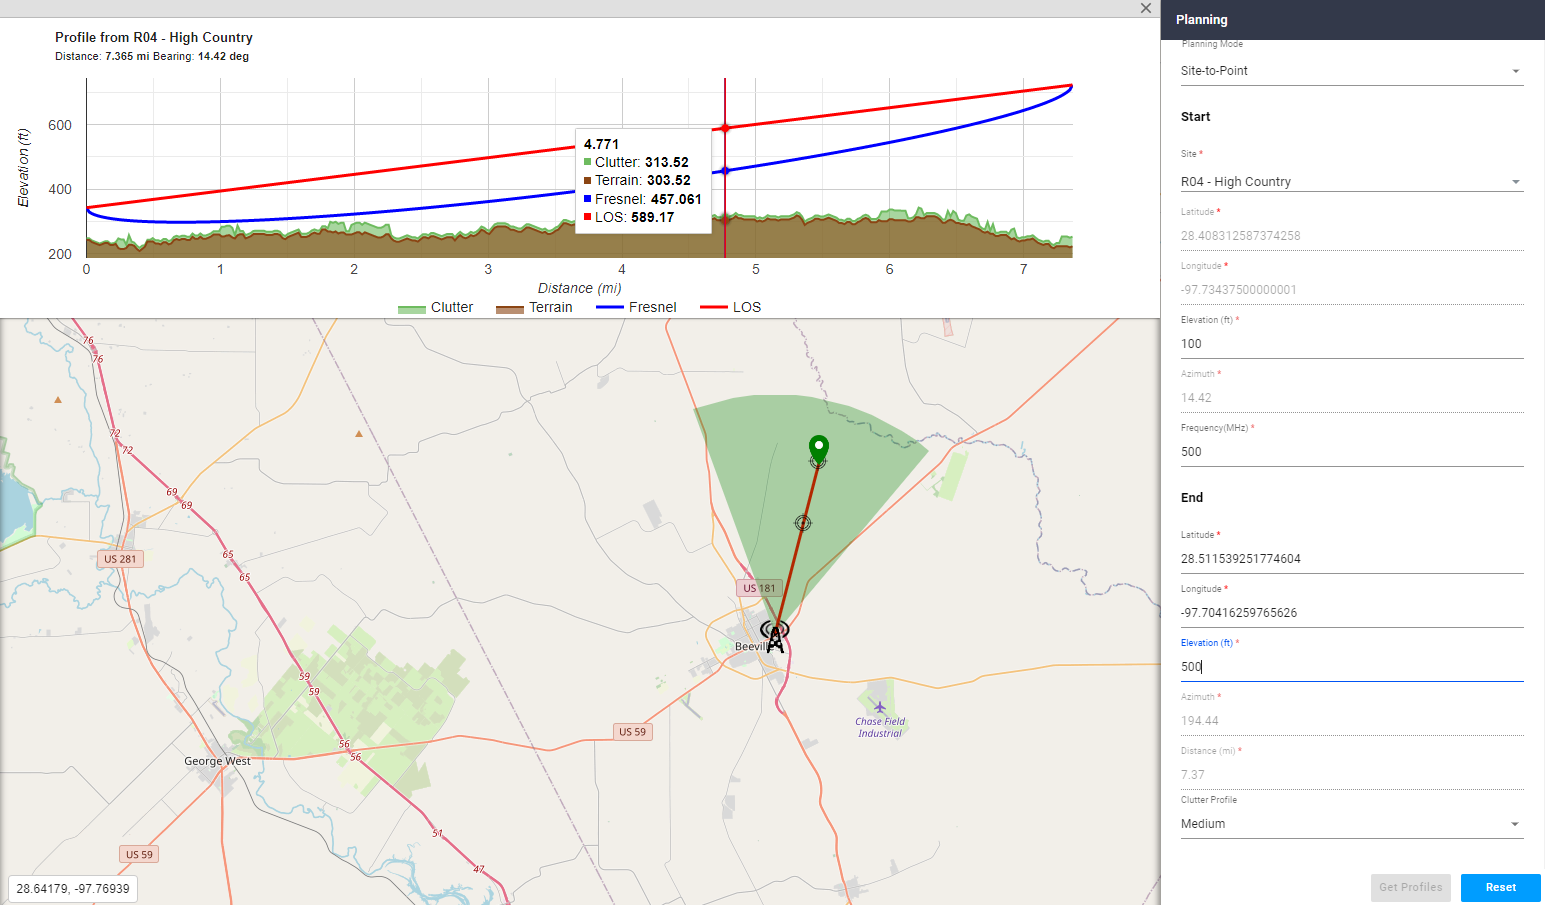 Profile from R04 - High Country
Distance: 7.365 mi Bearing: 14.42 deg
Elevation (ft)
600
400
200
4.771
Clutter: 313.52
Terrain: 303.52
Fresnel: 457.061
LOS: 589.17
0 1 2 3 4 5 6 7
Distance (mi)
Clutter Terrain Fresnel LOS
76
76
72
72
69
69
65
65
US 281
US 181
Beeville
59
59
US 59
Chase Field
Industrial
56
56
George West
51
US 59
47
28.64179, -97.76939
Planning
Planning Mode
Site-to-Point
Start
Site *
R04 - High Country
Latitude *
28.408312587374258
Longitude *
-97.73437500000001
Elevation (ft) *
100
Azimuth *
14.42
Frequency(MHz) *
500
End
Latitude *
28.511539251774604
Longitude *
-97.70416259765626
Elevation (ft) *
500
Azimuth *
194.44
Distance (mi) *
7.37
Clutter Profile
Medium
Get Profiles
Reset